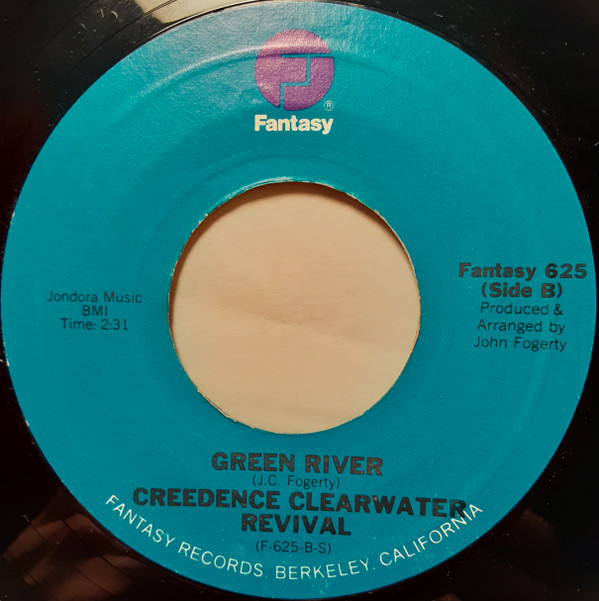 ®
Fantasy
Jondora Music
BMI
Time: 2:31
Fantasy 625
(Side B)
Produced &
Arranged by
John Fogerty
GREEN RIVER
(J.C. Fogerty)
CREEDENCE CLEARWATER
REVIVAL
(F-625-B-S)
FANTASY RECORDS, BERKELEY, CALIFORNIA